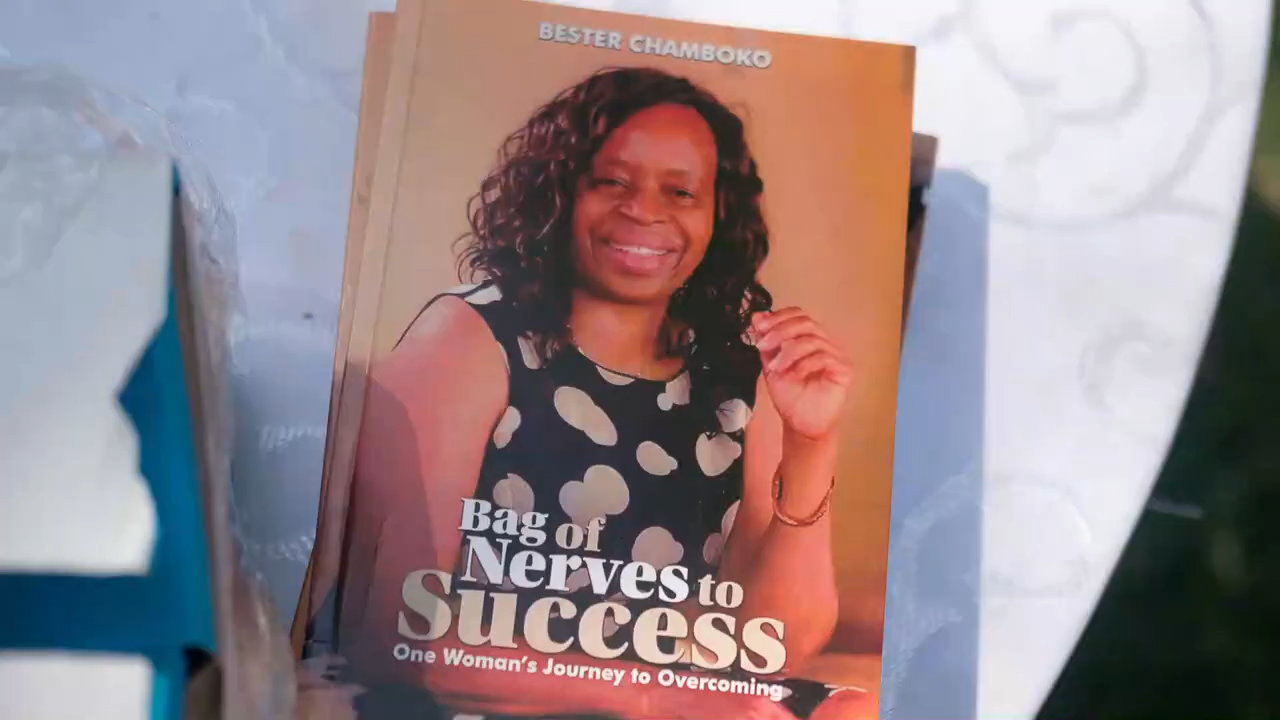 BESTER CHAMBOKO
Bag of
Nerves to
Success
One Woman's Journey to Overcoming